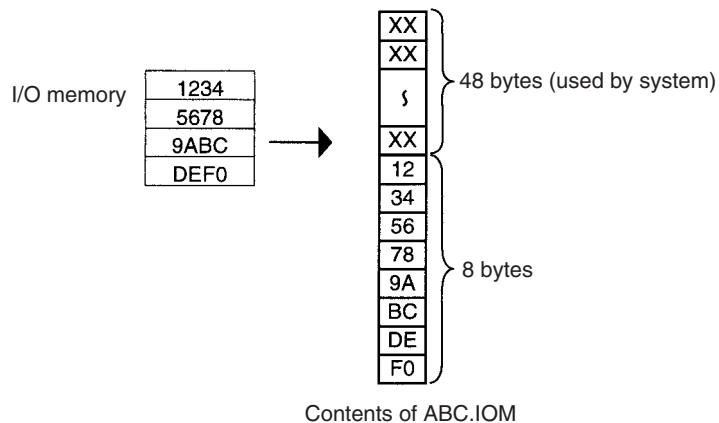 I/O memory
1234
5678
9ABC
DEF0
XX
XX
XX
48 bytes (used by system)
12
34
56
78
9A
BC
DE
F0
8 bytes
Contents of ABC.IOM